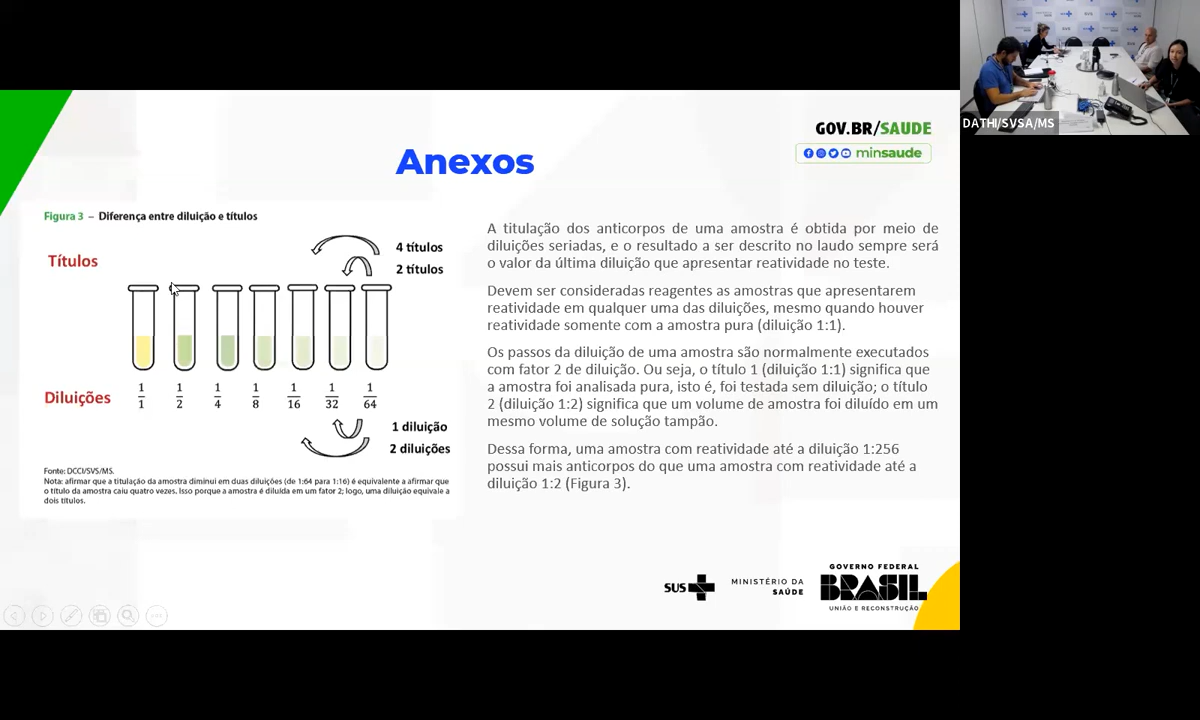 DATHI/SVSA/MS
GOV.BR/SAUDE
minsaude
Anexos
Figura 3 – Diferença entre diluição e títulos
4 títulos
2 títulos
Títulos
Diluições
1/1 1/2 1/4 1/8 1/16 1/32 1/64
1 diluição
2 diluições
Fonte: DCCI/SVS/MS.
Nota: afirmar que a titulação da amostra diminui em duas diluições (de 1:64 para 1:16) é equivalente a afirmar que
o título da amostra caiu quatro vezes. Isso porque a amostra é diluída em um fator 2; logo, uma diluição equivale a
dois títulos.
A titulação dos anticorpos de uma amostra é obtida por meio de
diluições seriadas, e o resultado a ser descrito no laudo sempre será
o valor da última diluição que apresentar reatividade no teste.
Devem ser consideradas reagentes as amostras que apresentarem
reatividade em qualquer uma das diluições, mesmo quando houver
reatividade somente com a amostra pura (diluição 1:1).
Os passos da diluição de uma amostra são normalmente executados
com fator 2 de diluição. Ou seja, o título 1 (diluição 1:1) significa que
a amostra foi analisada pura, isto é, foi testada sem diluição; o título
2 (diluição 1:2) significa que um volume de amostra foi diluído em um
mesmo volume de solução tampão.
Dessa forma, uma amostra com reatividade até a diluição 1:256
possui mais anticorpos do que uma amostra com reatividade até a
diluição 1:2 (Figura 3).
SUS
MINISTÉRIO DA
SAÚDE
GOVERNO FEDERAL
BRASIL
UNIÃO E RECONSTRUÇÃO